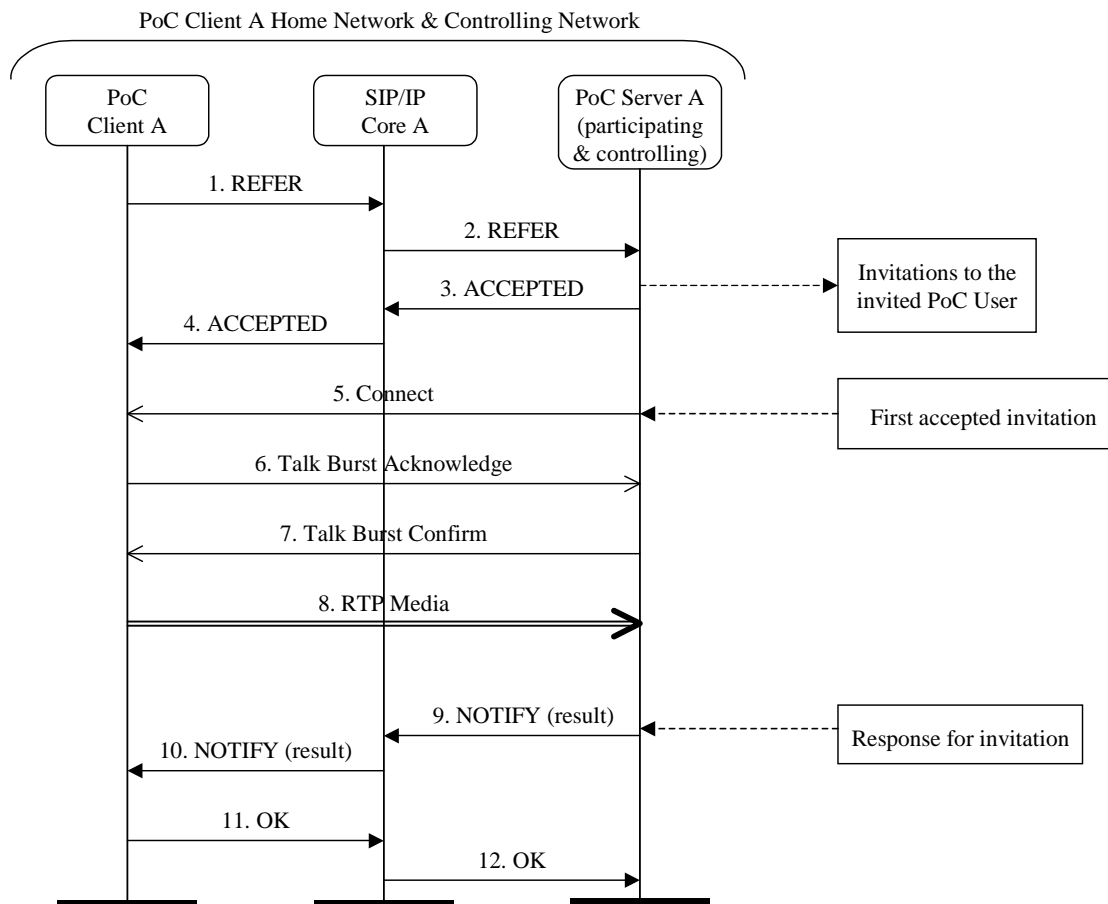 PoC Client A Home Network & Controlling Network
PoC
Client A
SIP/IP
Core A
PoC Server A
(participating
& controlling)
1. REFER
2. REFER
Invitations to the
invited PoC User
3. ACCEPTED
4. ACCEPTED
5. Connect
First accepted invitation
6. Talk Burst Acknowledge
7. Talk Burst Confirm
8. RTP Media
9. NOTIFY (result)
Response for invitation
10. NOTIFY (result)
11. OK
12. OK